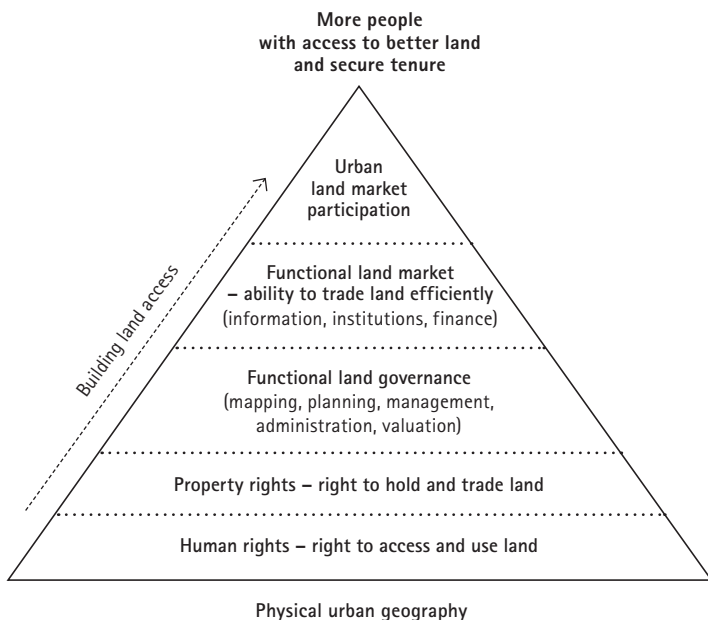 More people
with access to better land
and secure tenure
Urban
land market
participation
Building land access
Functional land market
– ability to trade land efficiently
(information, institutions, finance)
Functional land governance
(mapping, planning, management,
administration, valuation)
Property rights – right to hold and trade land
Human rights – right to access and use land
Physical urban geography